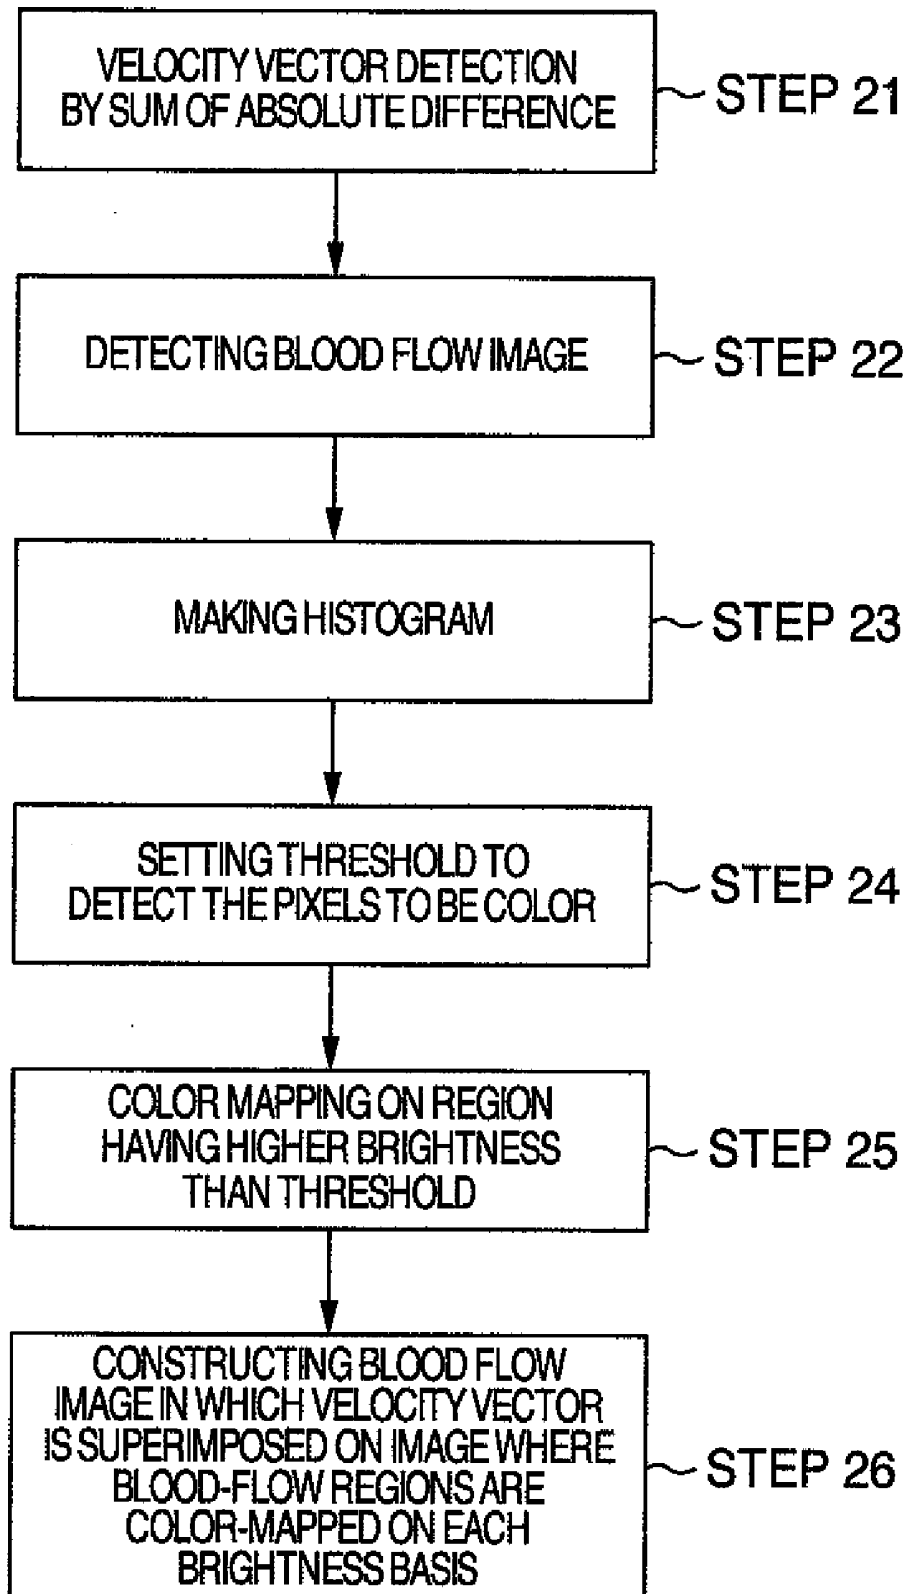 VELOCITY VECTOR DETECTION
BY SUM OF ABSOLUTE DIFFERENCE
STEP 21
DETECTING BLOOD FLOW IMAGE
STEP 22
MAKING HISTOGRAM
STEP 23
SETTING THRESHOLD TO
DETECT THE PIXELS TO BE COLOR
STEP 24
COLOR MAPPING ON REGION
HAVING HIGHER BRIGHTNESS
THAN THRESHOLD
STEP 25
CONSTRUCTING BLOOD FLOW
IMAGE IN WHICH VELOCITY VECTOR
IS SUPERIMPOSED ON IMAGE WHERE
BLOOD-FLOW REGIONS ARE
COLOR-MAPPED ON EACH
BRIGHTNESS BASIS
STEP 26